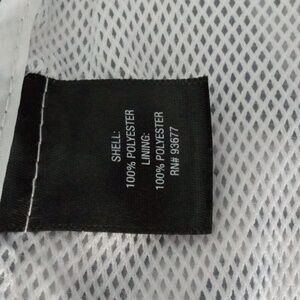 SHELL:
100% POLYESTER
LINING:
100% POLYESTER
RN# 93677